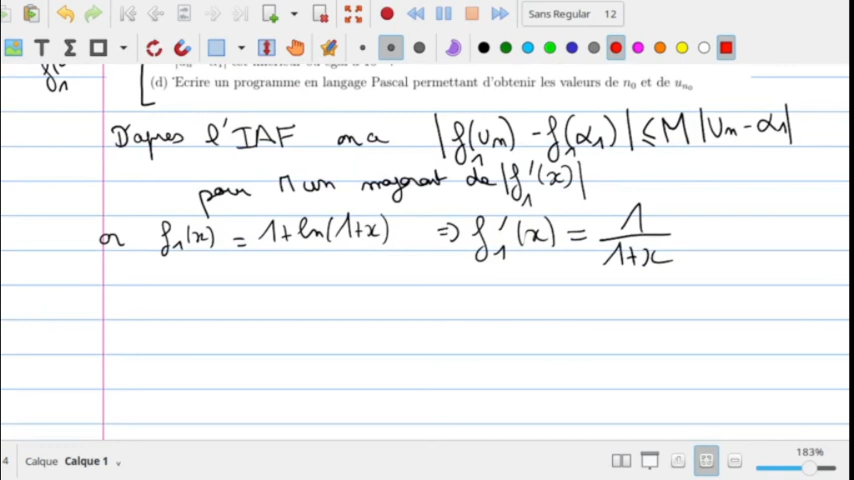 Sans Regular 12
(d) Ecrire un programme en langage Pascal permettant d'obtenir les valeurs de n₀ et de uₙ₀
D'apres l'IAF on a |f₁(Un) - f₁(α1)| ≤ M |Un - α1|
pour M un majorant de |f₁'(x)|
or f₁(x) = 1+ln(1+x) => f₁'(x) = 1/(1+x)
4 Calque Calque 1 183%